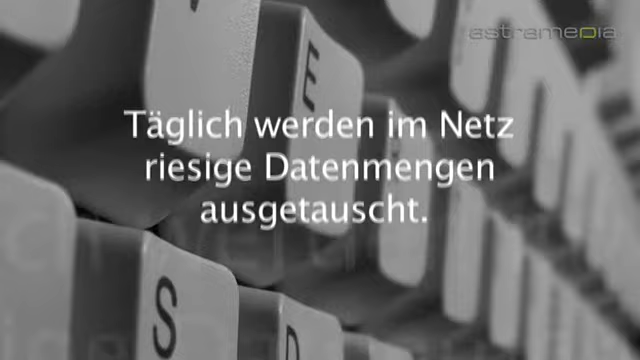 astramedia
Täglich werden im Netz
riesige Datenmengen
ausgetauscht.
E
S
D